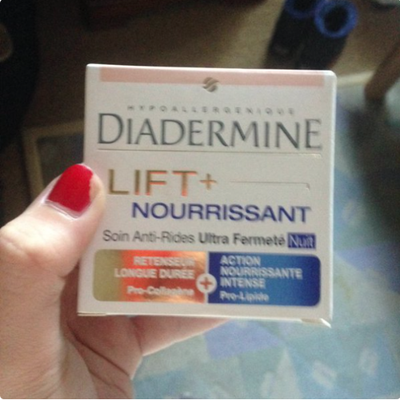 HYPOALLERGENIQUE
DIADERMINE
LIFT+
NOURRISSANT
Soin Anti-Rides Ultra Fermeté Nuit
RETENSEUR
LONGUE DURÉE
Pro-Collagène
+
ACTION
NOURRISSANTE
INTENSE
Pro-Lipide